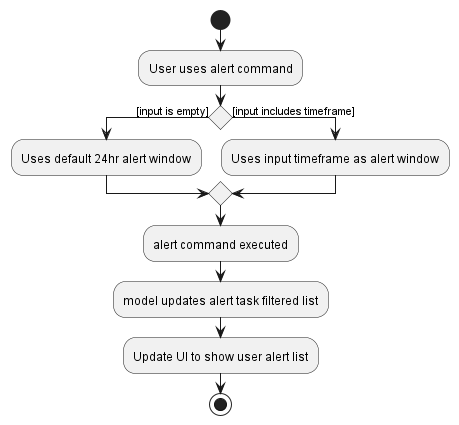 User uses alert command
[input is empty]
[input includes timeframe]
Uses default 24hr alert window
Uses input timeframe as alert window
alert command executed
model updates alert task filtered list
Update UI to show user alert list